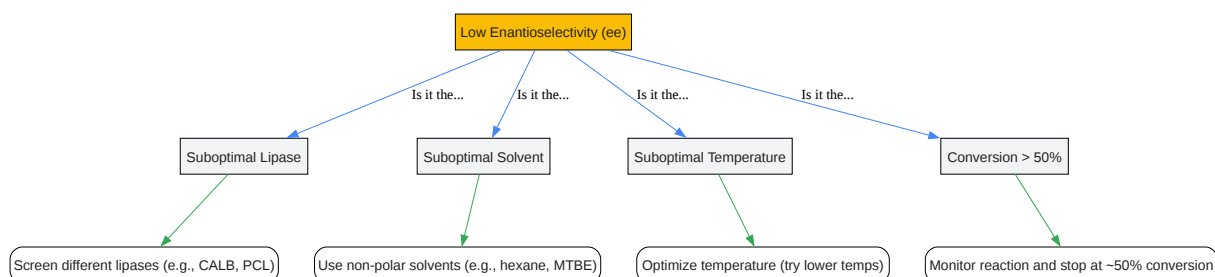 Low Enantioselectivity (ee)
Is it the...
Is it the...
Is it the...
Is it the...
Suboptimal Lipase
Suboptimal Solvent
Suboptimal Temperature
Conversion > 50%
Screen different lipases (e.g., CALB, PCL)
Use non-polar solvents (e.g., hexane, MTBE)
Optimize temperature (try lower temps)
Monitor reaction and stop at ~50% conversion